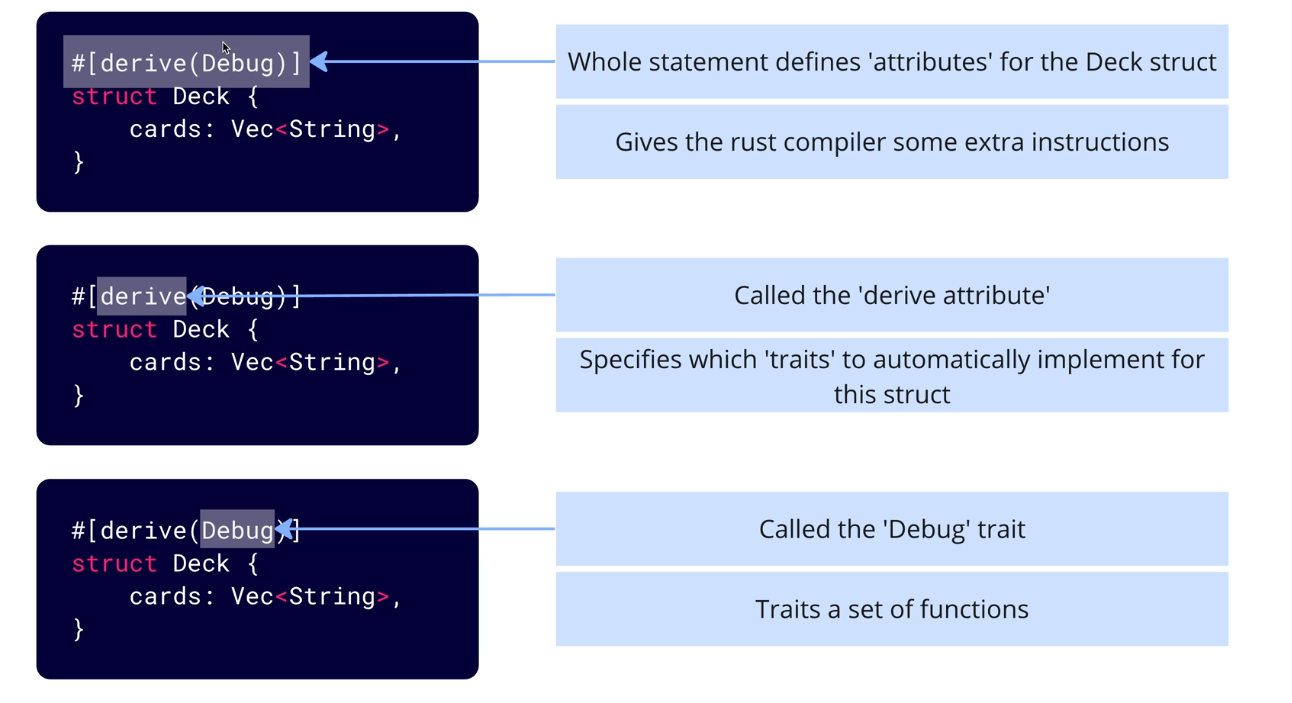 #[derive(Debug)]
struct Deck {
    cards: Vec<String>,
}
Whole statement defines 'attributes' for the Deck struct
Gives the rust compiler some extra instructions
#[derive(Debug)]
struct Deck {
    cards: Vec<String>,
}
Called the 'derive attribute'
Specifies which 'traits' to automatically implement for
this struct
#[derive(Debug)]
struct Deck {
    cards: Vec<String>,
}
Called the 'Debug' trait
Traits a set of functions